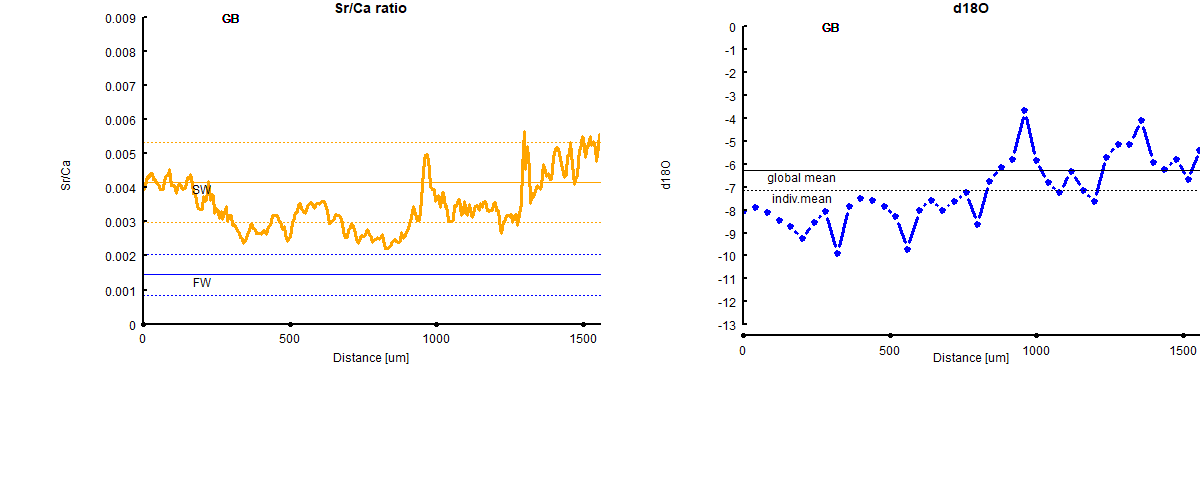 Sr/Ca ratio
GB
0.009
0.008
0.007
0.006
0.005
0.004
0.003
0.002
0.001
0
Sr/Ca
SW
FW
0
500
1000
1500
Distance [um]
d18O
GB
0
-1
-2
-3
-4
-5
-6
-7
-8
-9
-10
-11
-12
-13
d18O
global mean
indiv.mean
0
500
1000
1500
Distance [um]